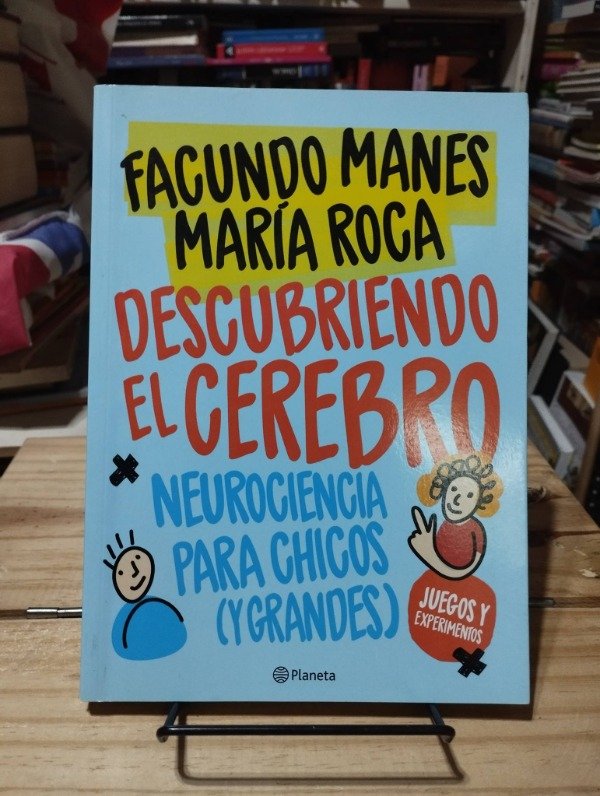 FACUNDO MANES
MARÍA ROCA
DESCUBRIENDO
EL CEREBRO
NEUROCIENCIA
PARA CHICOS
(Y GRANDES)
JUEGOS Y
EXPERIMENTOS
Planeta